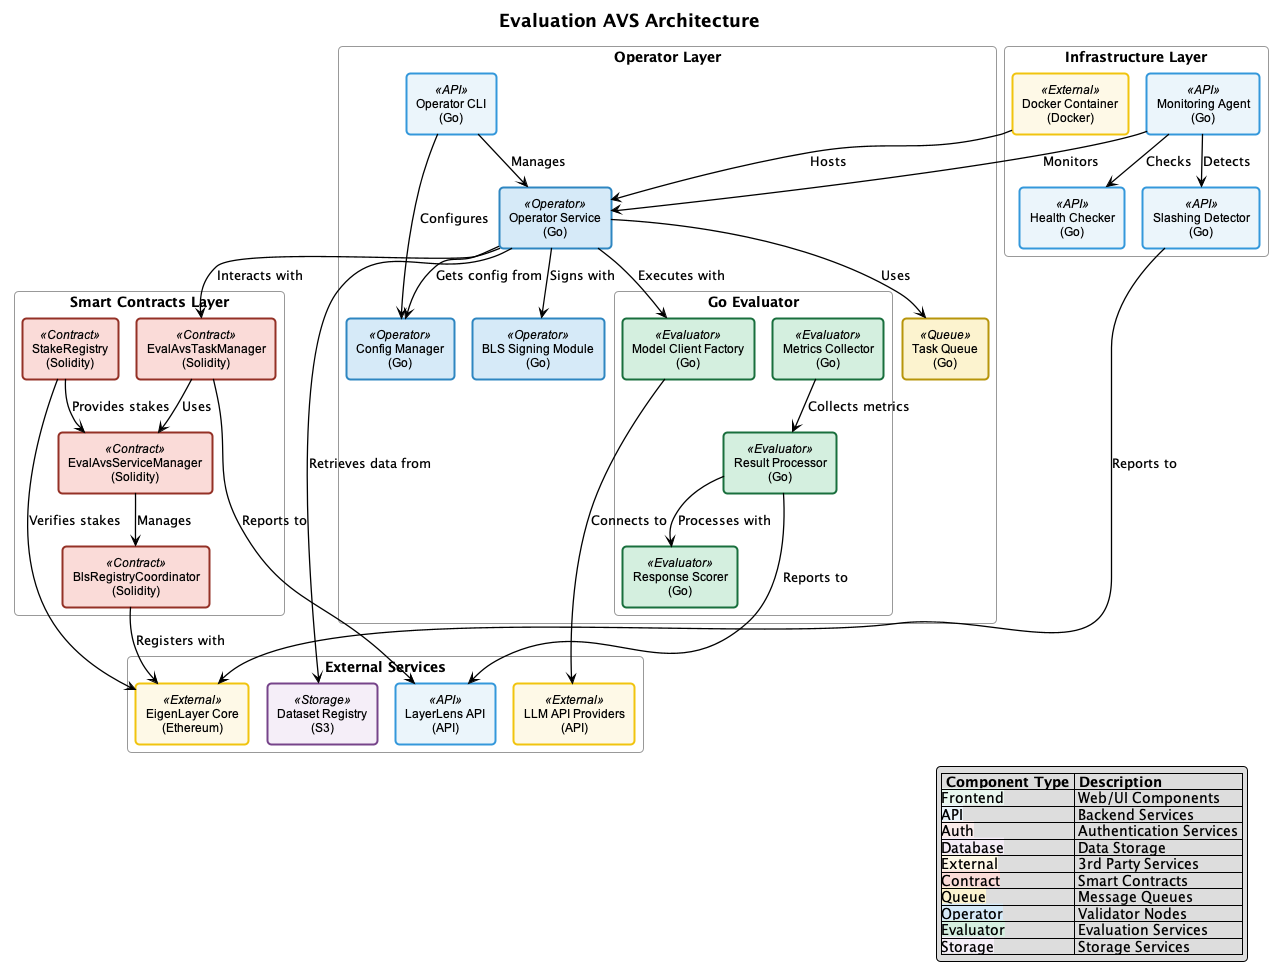 Evaluation AVS Architecture
Operator Layer
Infrastructure Layer
«API»
Operator CLI
(Go)
«External»
Docker Container
(Docker)
«API»
Monitoring Agent
(Go)
Manages
Hosts
Monitors
Checks
Detects
Configures
«Operator»
Operator Service
(Go)
«API»
Health Checker
(Go)
«API»
Slashing Detector
(Go)
Interacts with
Gets config from
Signs with
Executes with
Uses
Smart Contracts Layer
Go Evaluator
«Contract»
StakeRegistry
(Solidity)
«Contract»
EvalAvsTaskManager
(Solidity)
«Operator»
Config Manager
(Go)
«Operator»
BLS Signing Module
(Go)
«Evaluator»
Model Client Factory
(Go)
«Evaluator»
Metrics Collector
(Go)
«Queue»
Task Queue
(Go)
Provides stakes
Uses
Collects metrics
«Contract»
EvalAvsServiceManager
(Solidity)
Retrieves data from
«Evaluator»
Result Processor
(Go)
Reports to
Verifies stakes
Manages
Reports to
Connects to
Processes with
«Contract»
BlsRegistryCoordinator
(Solidity)
«Evaluator»
Response Scorer
(Go)
Reports to
Registers with
External Services
«External»
EigenLayer Core
(Ethereum)
«Storage»
Dataset Registry
(S3)
«API»
LayerLens API
(API)
«External»
LLM API Providers
(API)
Component Type Description
Frontend Web/UI Components
API Backend Services
Auth Authentication Services
Database Data Storage
External 3rd Party Services
Contract Smart Contracts
Queue Message Queues
Operator Validator Nodes
Evaluator Evaluation Services
Storage Storage Services